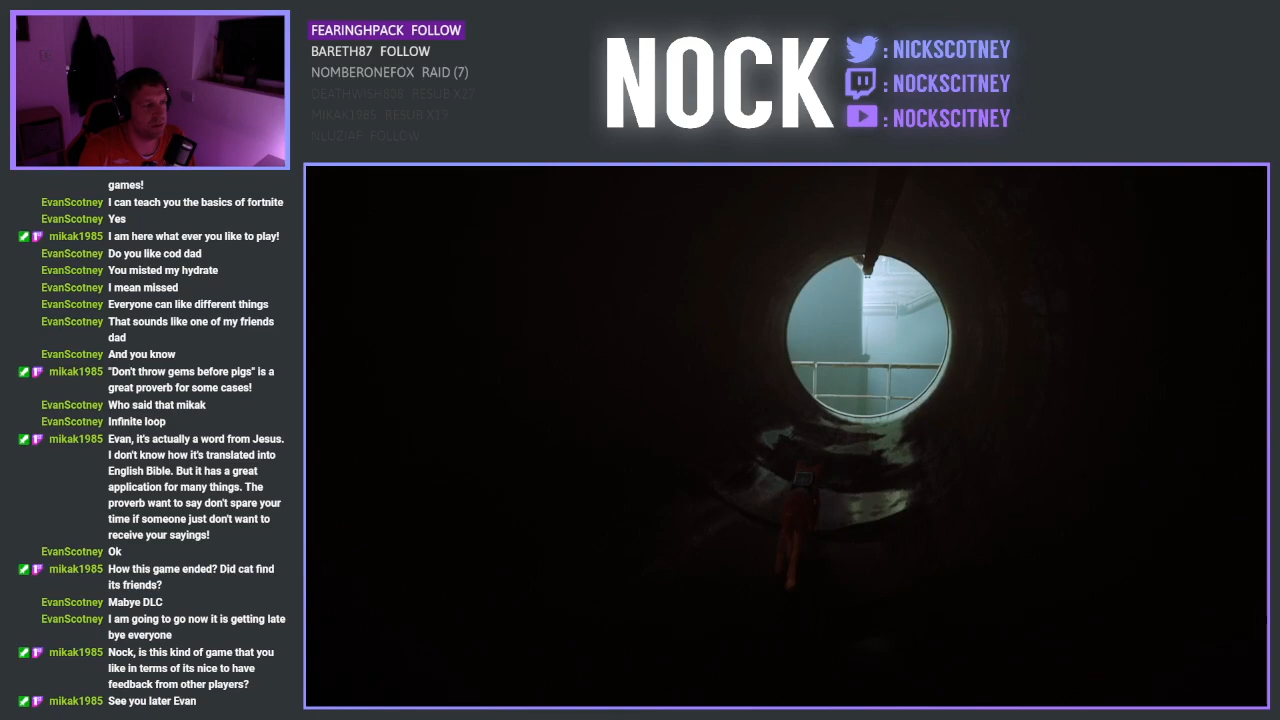 FEARINGHPACK FOLLOW
BARETH87 FOLLOW
NOMBERONEFOX RAID (7)
DEATHWISH808 RESUB X27
MIKAK1985 RESUB X19
NLUZIAF FOLLOW
NOCK
: NICKSCOTNEY
: NOCKSCITNEY
: NOCKSCITNEY
games!
EvanScotney I can teach you the basics of fortnite
EvanScotney Yes
mikak1985 I am here what ever you like to play!
EvanScotney Do you like cod dad
EvanScotney You misted my hydrate
EvanScotney I mean missed
EvanScotney Everyone can like different things
EvanScotney That sounds like one of my friends
dad
EvanScotney And you know
mikak1985 "Don't throw gems before pigs" is a
great proverb for some cases!
EvanScotney Who said that mikak
EvanScotney Infinite loop
mikak1985 Evan, it's actually a word from Jesus.
I don't know how it's translated into
English Bible. But it has a great
application for many things. The
proverb want to say don't spare your
time if someone just don't want to
receive your sayings!
EvanScotney Ok
mikak1985 How this game ended? Did cat find
its friends?
EvanScotney Mabye DLC
EvanScotney I am going to go now it is getting late
bye everyone
mikak1985 Nock, is this kind of game that you
like in terms of its nice to have
feedback from other players?
mikak1985 See you later Evan